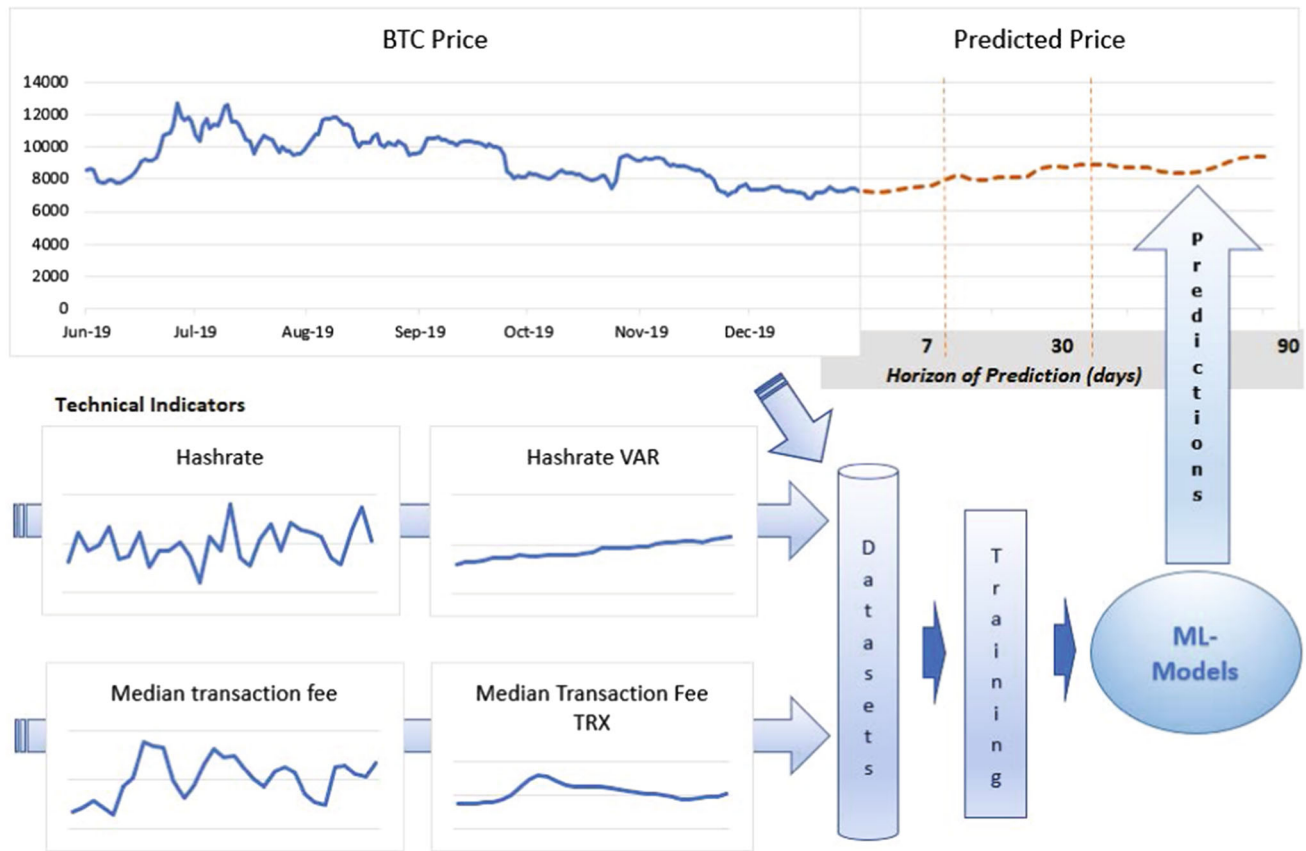 BTC Price
Predicted Price
14000
12000
10000
8000
6000
4000
2000
0
Jun-19 Jul-19 Aug-19 Sep-19 Oct-19 Nov-19 Dec-19
7 30 90
Horizon of Prediction (days)
Predictions
Technical Indicators
Hashrate
Hashrate VAR
Median transaction fee
Median Transaction Fee
TRX
Datasets
Training
ML-
Models